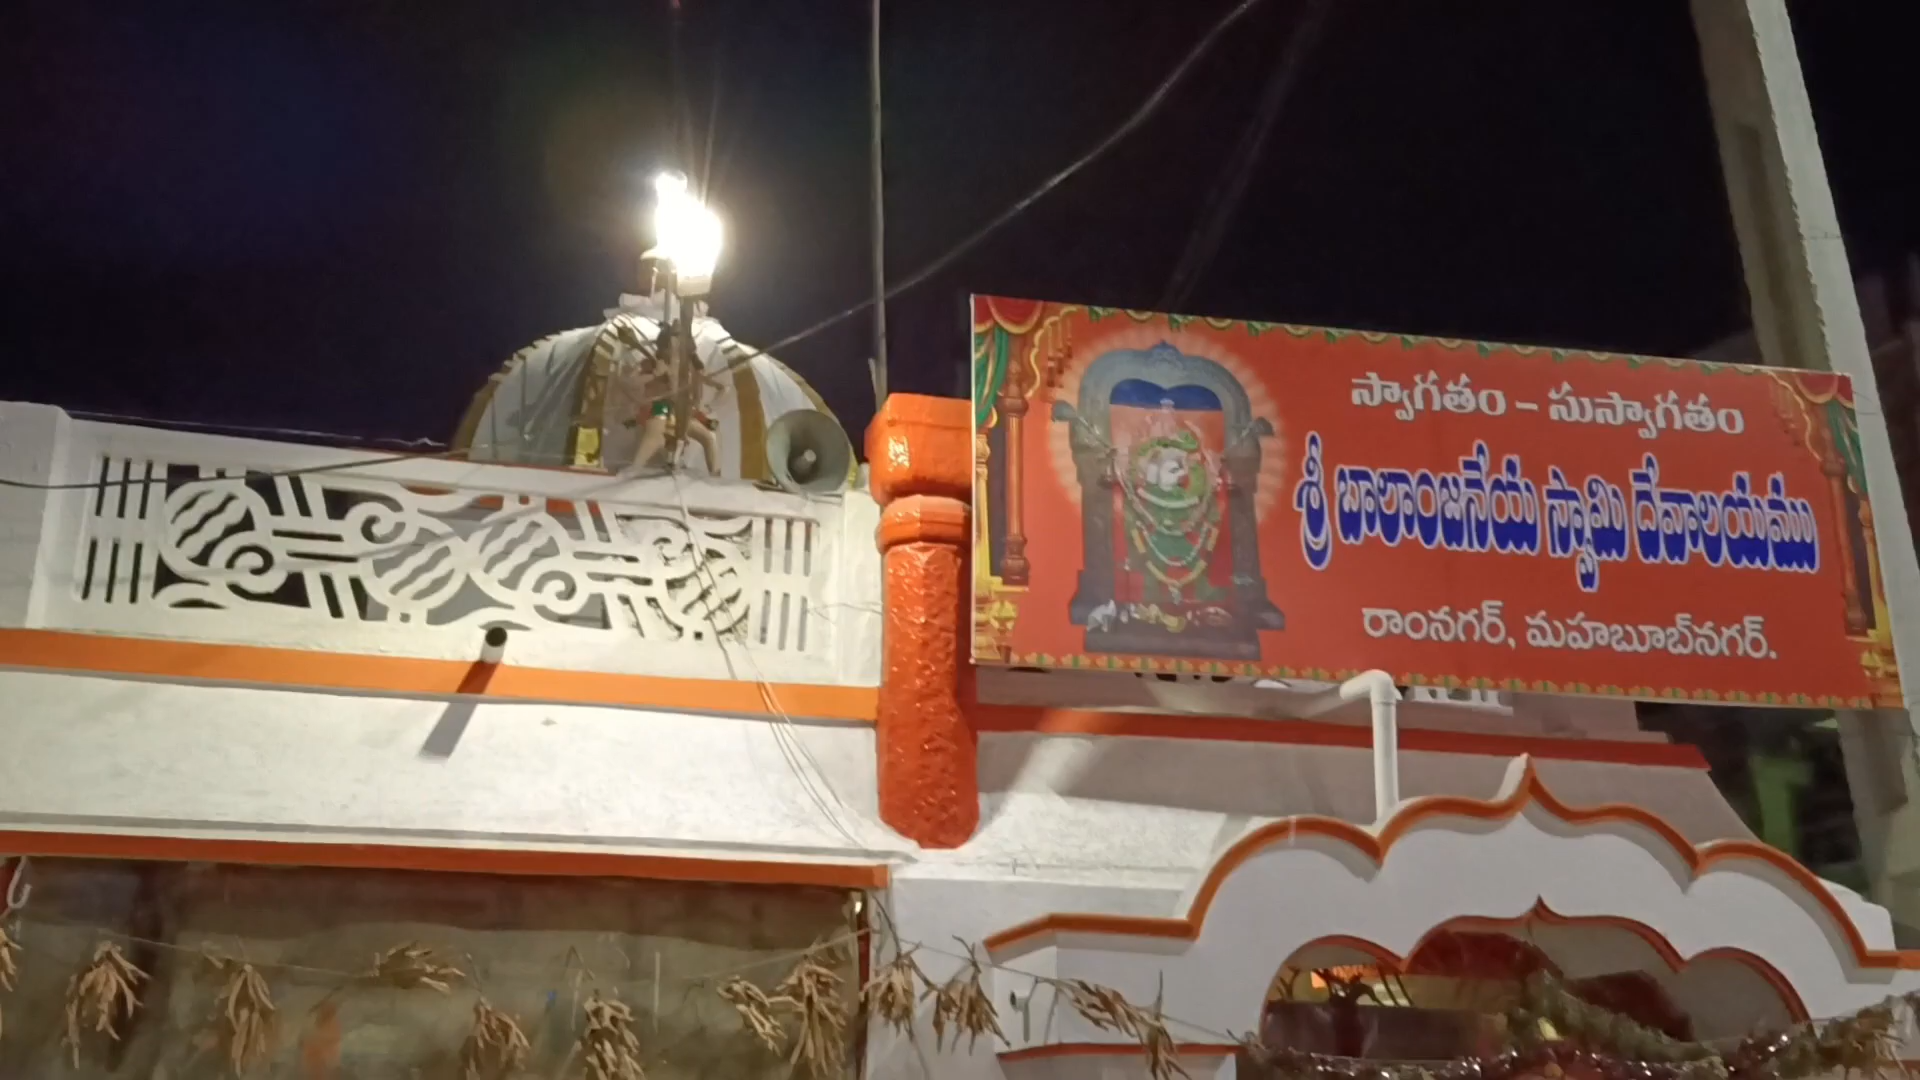 స్వాగతం - సుస్వాగతం
శ్రీ బాలాంజనేయ స్వామి దేవాలయము
రాంనగర్, మహబూబ్‌నగర్.